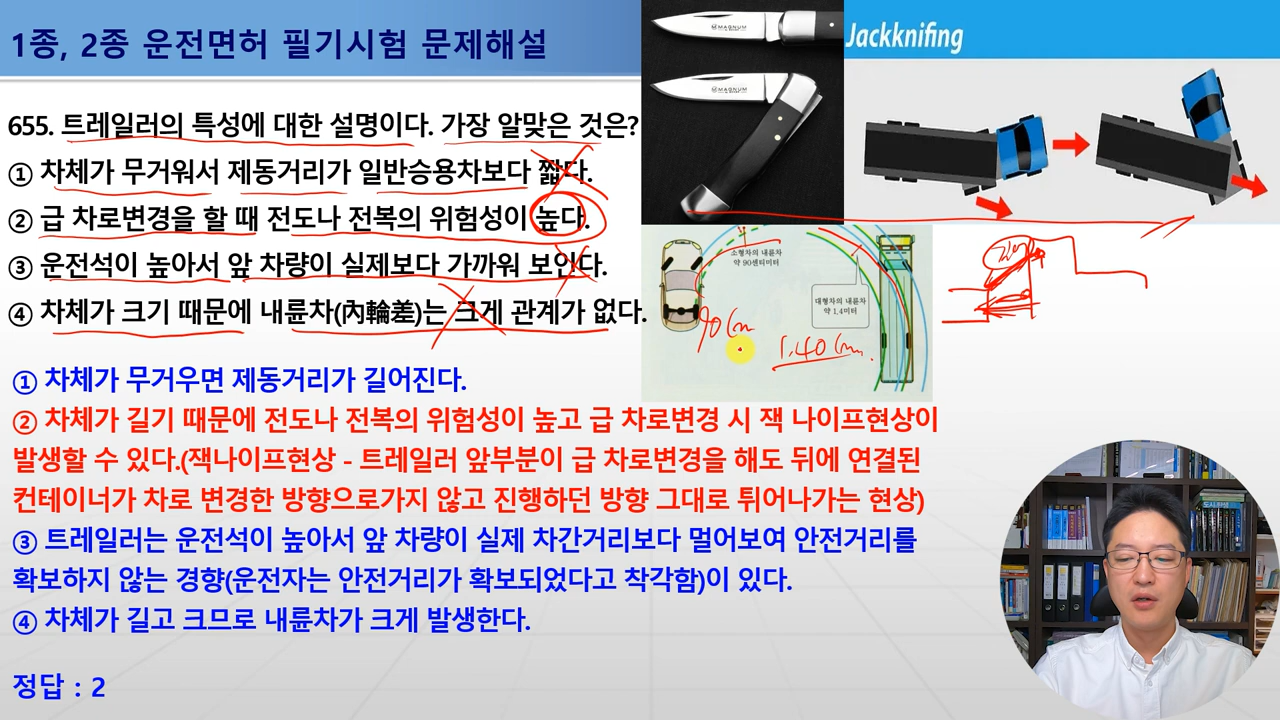 1종, 2종 운전면허 필기시험 문제해설
MAGNUM
MAGNUM
Jackknifing
655. 트레일러의 특성에 대한 설명이다. 가장 알맞은 것은?
① 차체가 무거워서 제동거리가 일반승용차보다 짧다.
② 급 차로변경을 할 때 전도나 전복의 위험성이 높다.
③ 운전석이 높아서 앞 차량이 실제보다 가까워 보인다.
④ 차체가 크기 때문에 내륜차(內輪差)는 크게 관계가 없다.
소형차의 내륜차
약 90센티미터
대형차의 내륜차
약 1.4미터
90Cm
1.40Cm.
① 차체가 무거우면 제동거리가 길어진다.
② 차체가 길기 때문에 전도나 전복의 위험성이 높고 급 차로변경 시 잭 나이프현상이
발생할 수 있다.(잭나이프현상 - 트레일러 앞부분이 급 차로변경을 해도 뒤에 연결된
컨테이너가 차로 변경한 방향으로가지 않고 진행하던 방향 그대로 튀어나가는 현상)
③ 트레일러는 운전석이 높아서 앞 차량이 실제 차간거리보다 멀어보여 안전거리를
확보하지 않는 경향(운전자는 안전거리가 확보되었다고 착각함)이 있다.
④ 차체가 길고 크므로 내륜차가 크게 발생한다.
정답 : 2